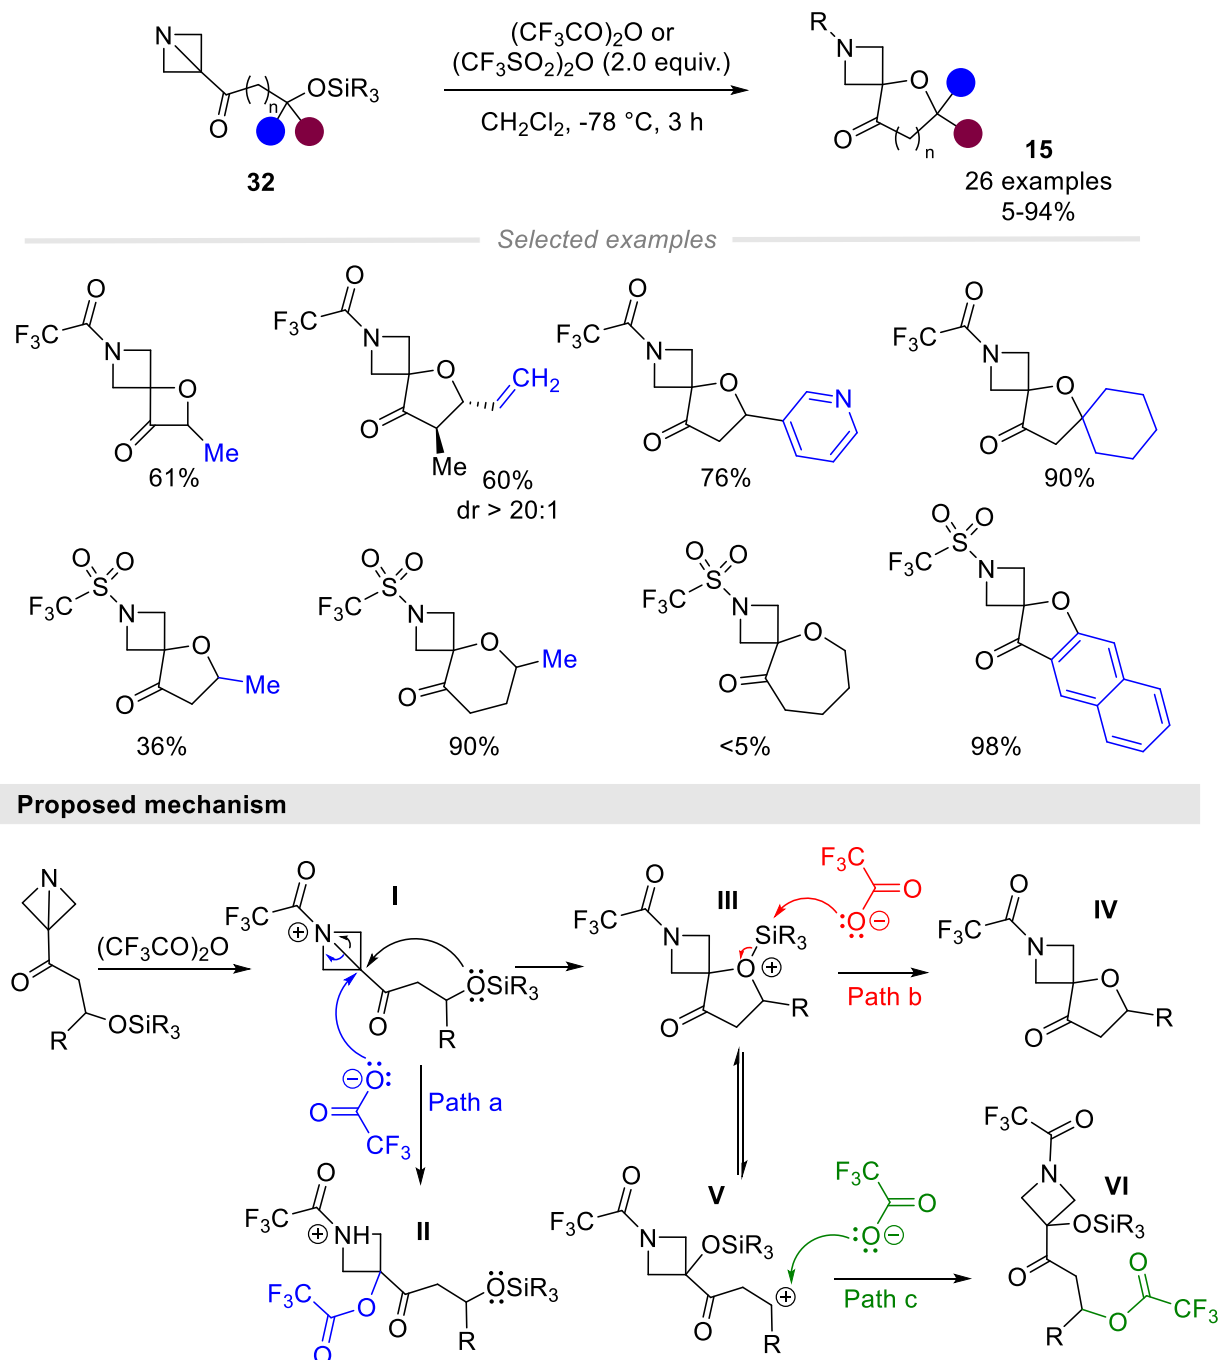 N
OSiR3
n
O
32
(CF3CO)2O or
(CF3SO2)2O (2.0 equiv.)
CH2Cl2, -78 °C, 3 h
R
N
O
O
n
15
26 examples
5-94%
Selected examples
O
F3C
N
O
O
Me
61%
O
F3C
N
O
CH2
O
Me
60%
dr > 20:1
O
F3C
N
O
N
O
76%
O
F3C
N
O
O
90%
O O
S
F3C
N
O
Me
O
36%
O O
S
F3C
N
O
Me
O
90%
O O
S
F3C
N
O
O
<5%
O O
S
F3C
N
O
O
98%
Proposed mechanism
N
O
R
OSiR3
(CF3CO)2O
O
F3C
N
+
I
O
OSiR3
R
O
−
O
CF3
Path a
O
F3C
NH
+
II
F3C
O
O
O
OSiR3
R
O
F3C
N
III
SiR3
O
+
O
R
F3C
O
O
−
Path b
O
F3C
N
IV
O
O
R
O
F3C
N
V
OSiR3
O
+
R
F3C
O
O
−
Path c
F3C
O
N
VI
OSiR3
O
R
O
O
CF3